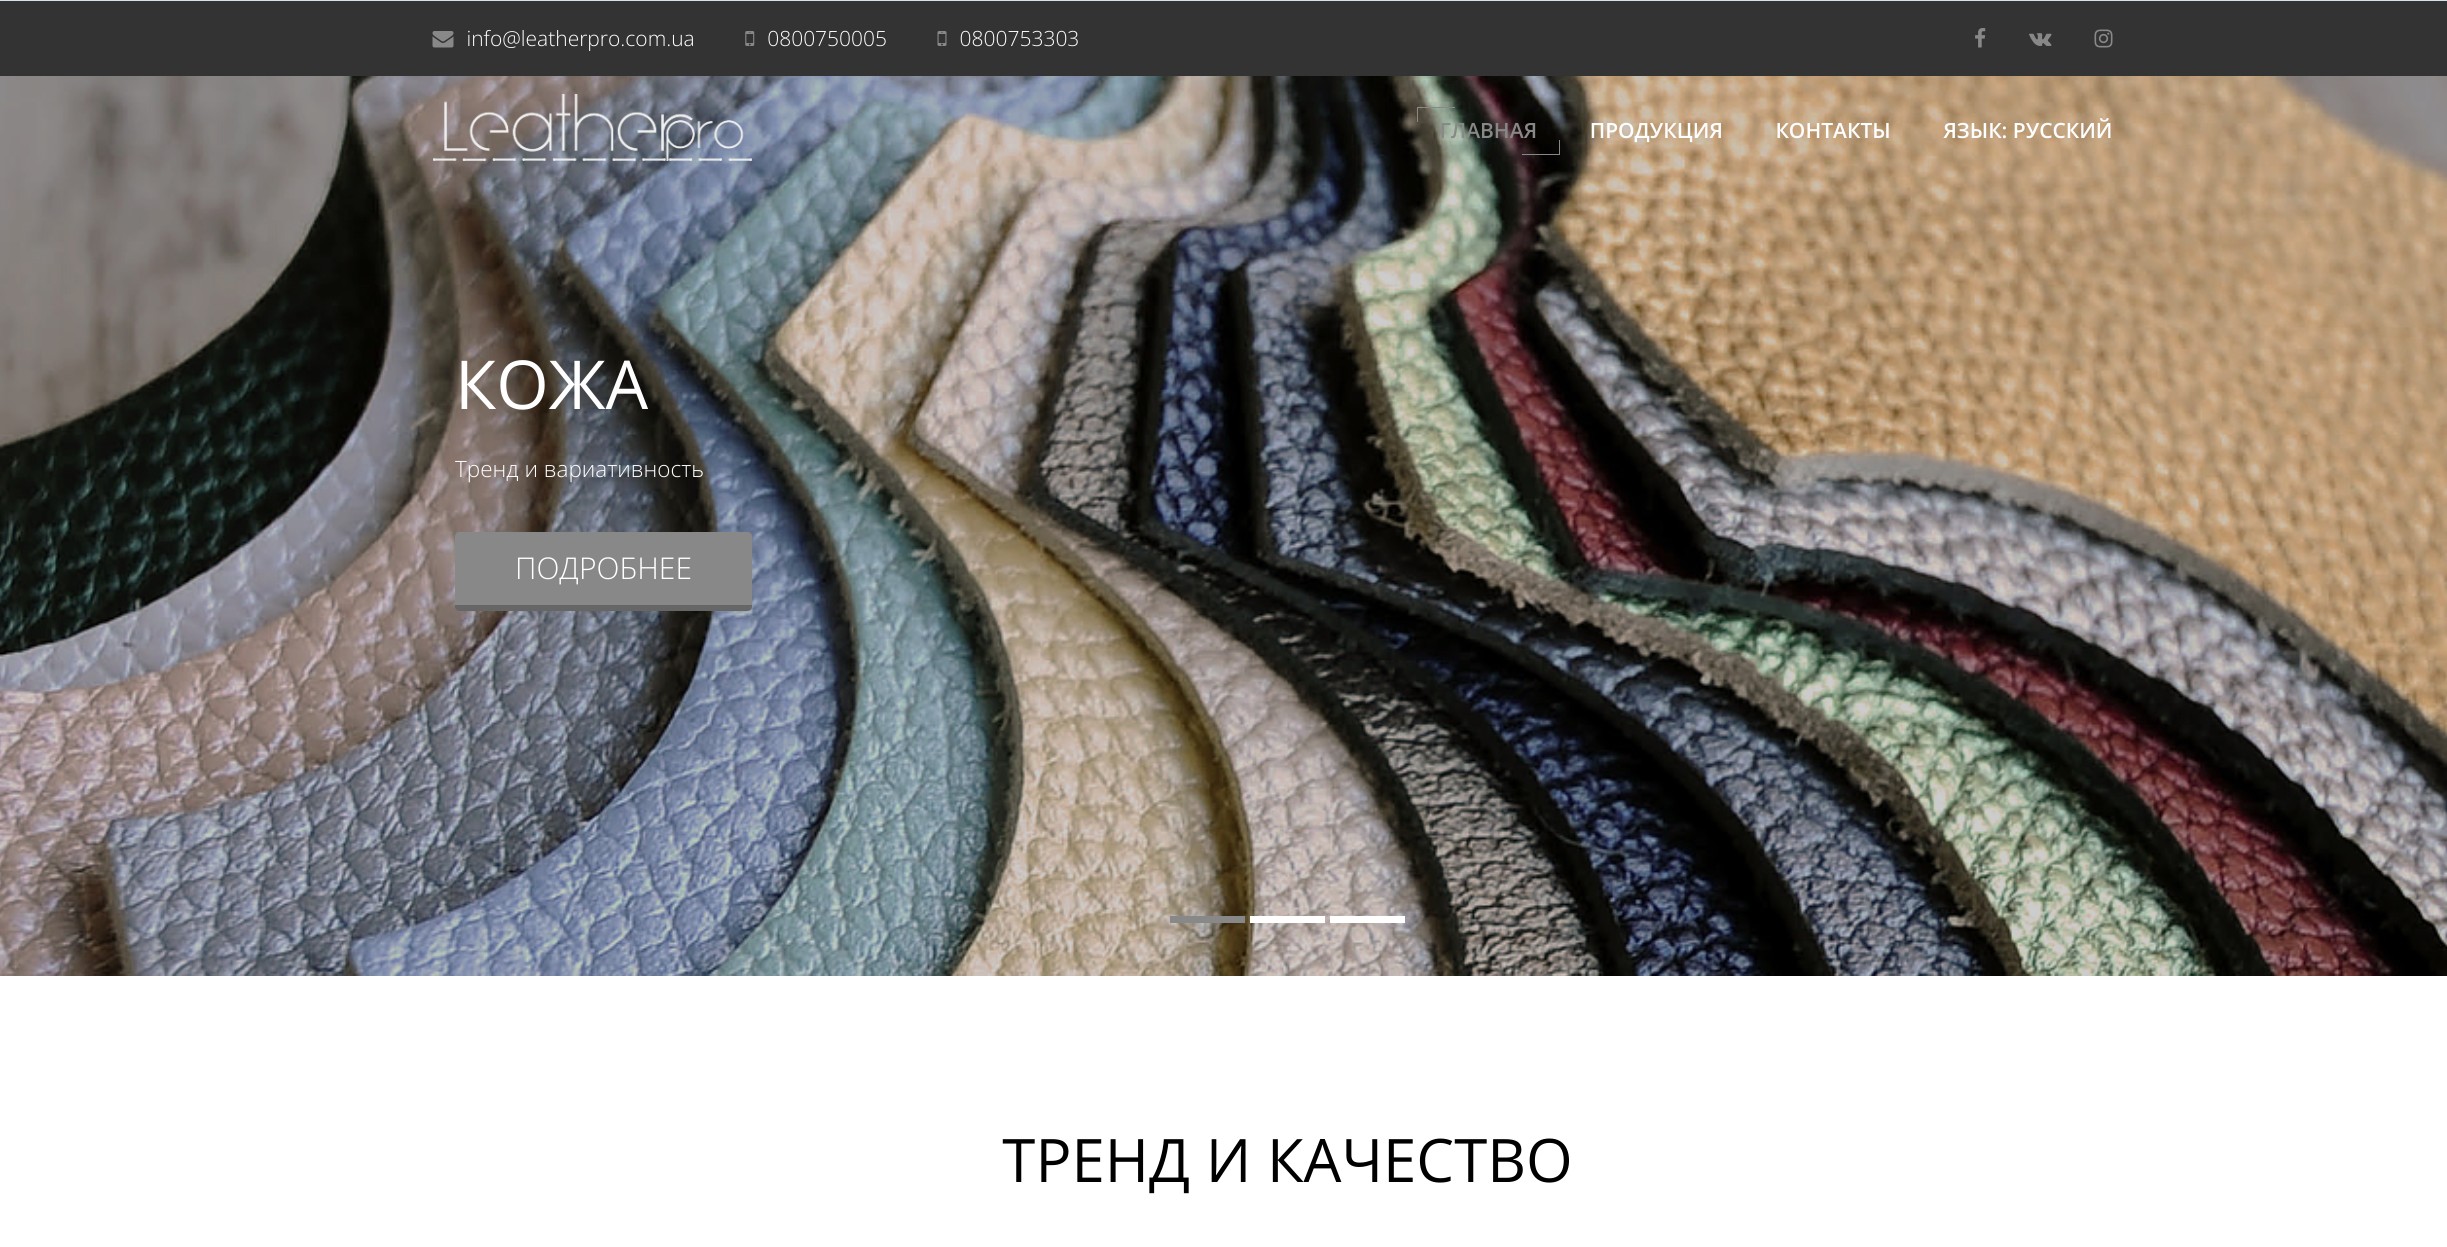 info@leatherpro.com.ua 0800750005 0800753303
Leatherpro
ГЛАВНАЯ ПРОДУКЦИЯ КОНТАКТЫ ЯЗЫК: РУССКИЙ
КОЖА
Тренд и вариативность
ПОДРОБНЕЕ
ТРЕНД И КАЧЕСТВО